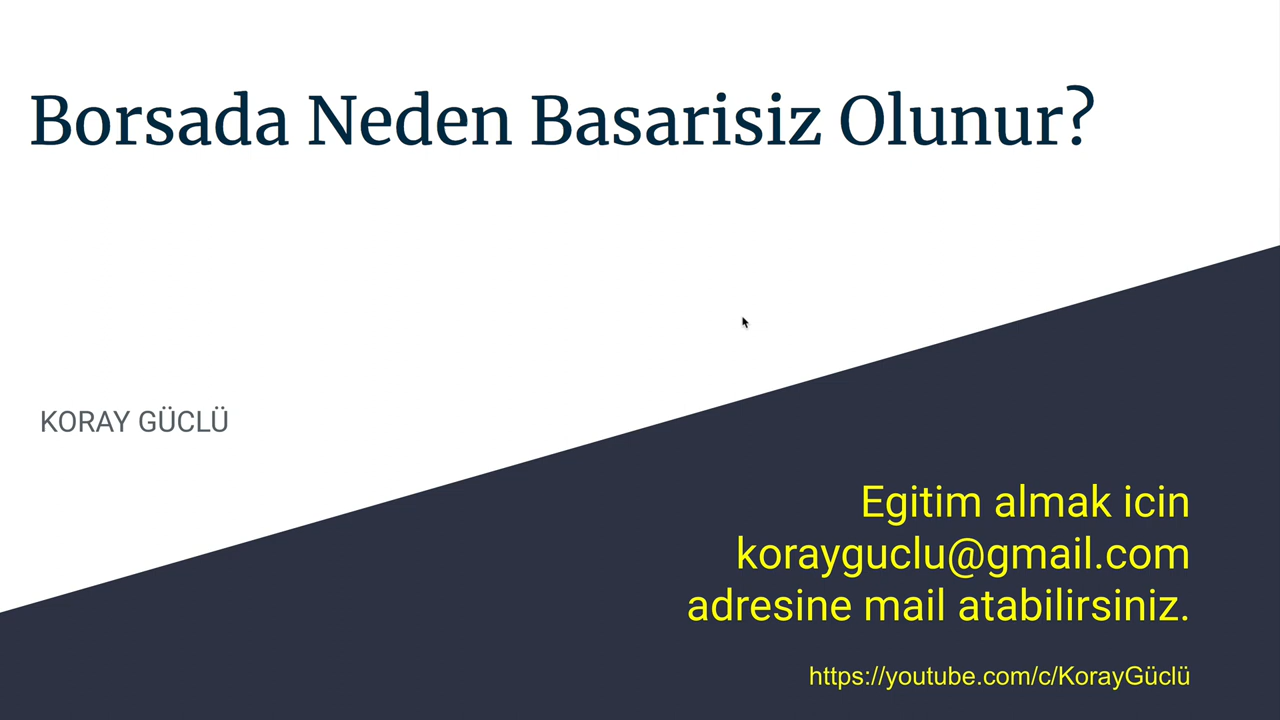 Borsada Neden Basarisiz Olunur?
KORAY GÜCLÜ
Egitim almak icin
korayguclu@gmail.com
adresine mail atabilirsiniz.
https://youtube.com/c/KorayGüclü